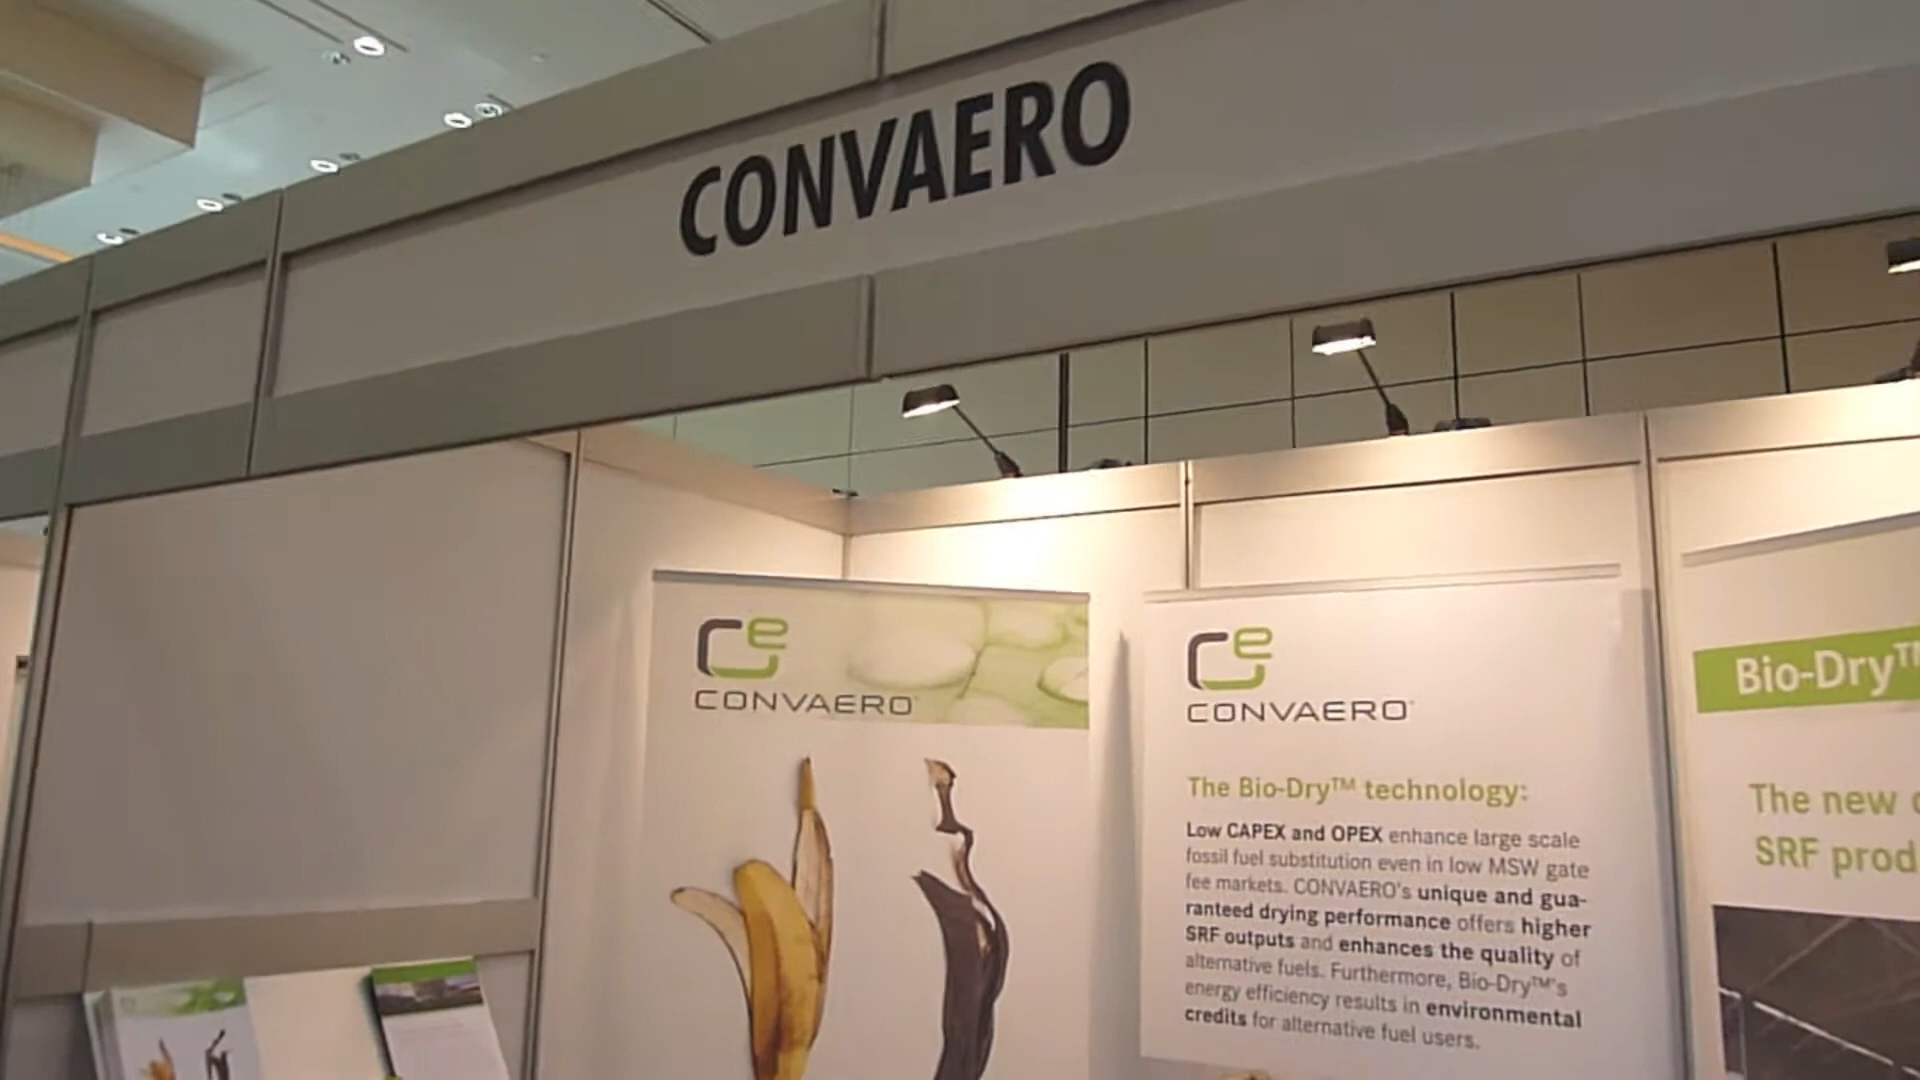 CONVAERO
Ce
CONVAERO
Ce
CONVAERO
The Bio-Dry™ technology:
Low CAPEX and OPEX enhance large scale
fossil fuel substitution even in low MSW gate
fee markets. CONVAERO's unique and gua-
ranteed drying performance offers higher
SRF outputs and enhances the quality of
alternative fuels. Furthermore, Bio-Dry™'s
energy efficiency results in environmental
credits for alternative fuel users.
Bio-Dry™
The new
SRF prod